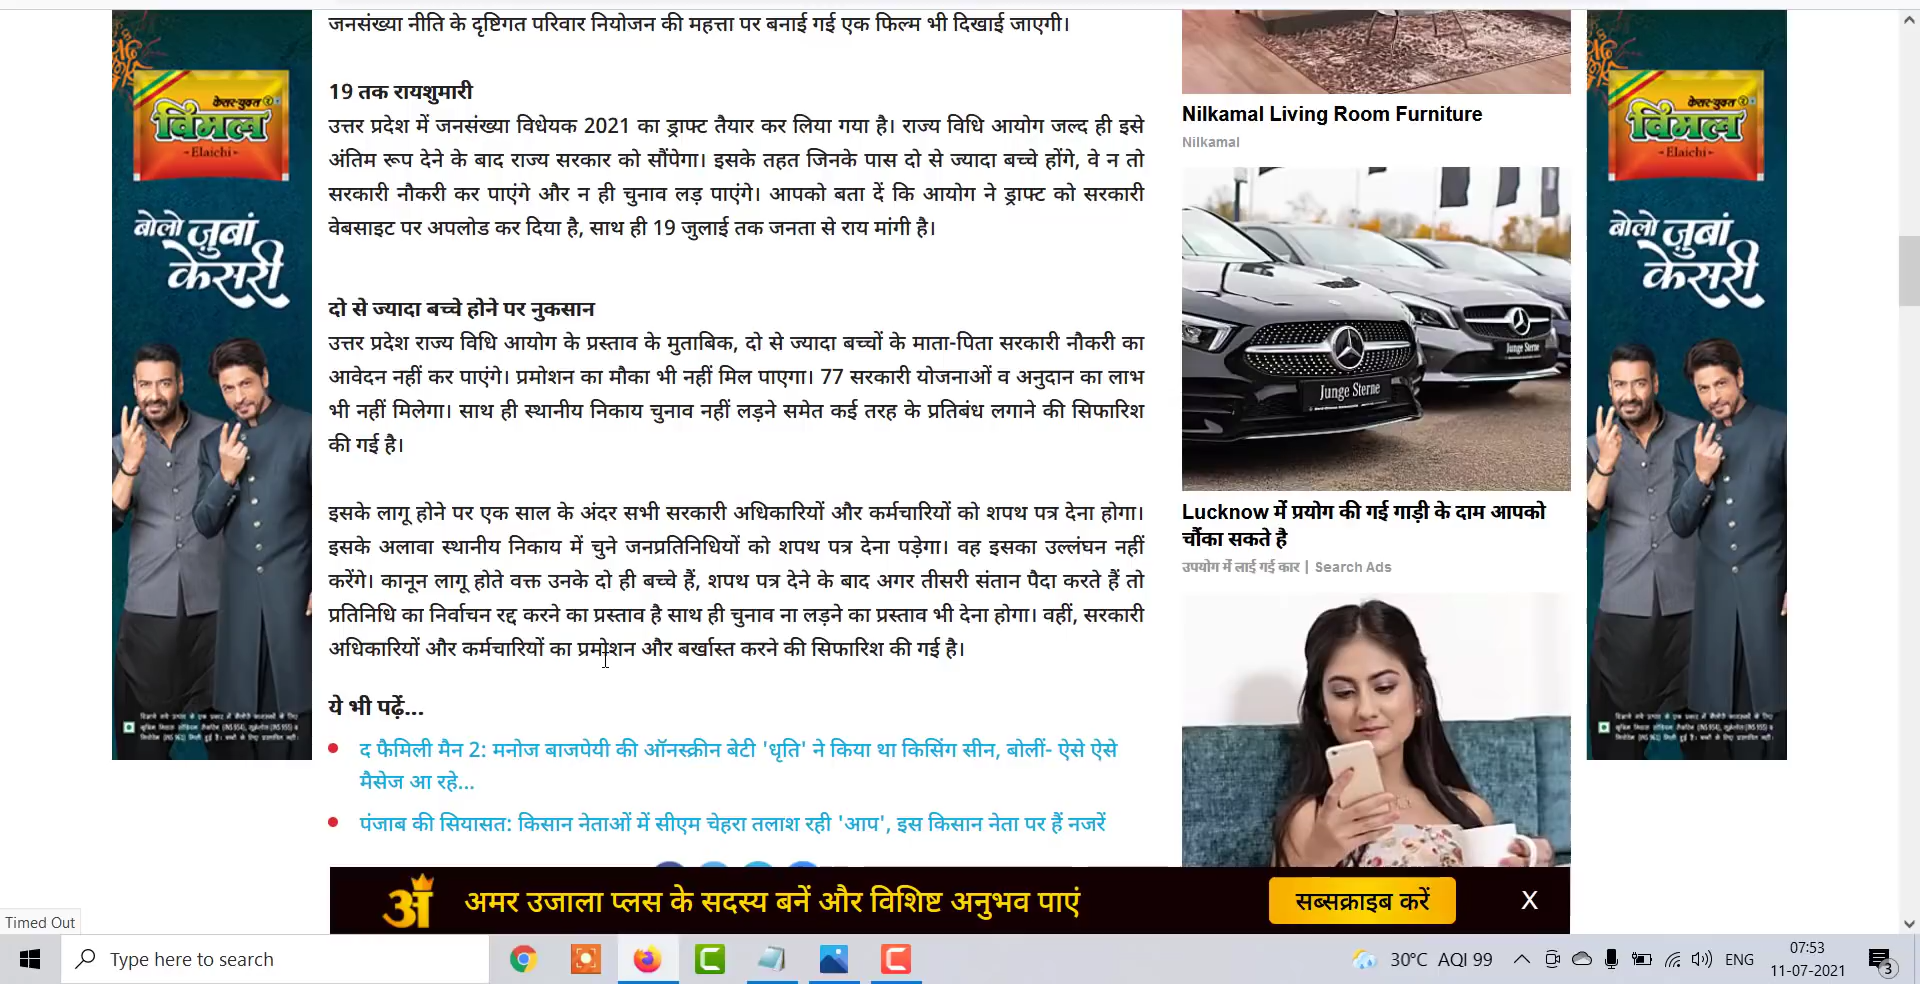 जनसंख्या नीति के दृष्टिगत परिवार नियोजन की महत्ता पर बनाई गई एक फिल्म भी दिखाई जाएगी।
19 तक रायशुमारी
उत्तर प्रदेश में जनसंख्या विधेयक 2021 का ड्राफ्ट तैयार कर लिया गया है। राज्य विधि आयोग जल्द ही इसे
अंतिम रूप देने के बाद राज्य सरकार को सौंपेगा। इसके तहत जिनके पास दो से ज्यादा बच्चे होंगे, वे न तो
सरकारी नौकरी कर पाएंगे और न ही चुनाव लड़ पाएंगे। आपको बता दें कि आयोग ने ड्राफ्ट को सरकारी
वेबसाइट पर अपलोड कर दिया है, साथ ही 19 जुलाई तक जनता से राय मांगी है।
दो से ज्यादा बच्चे होने पर नुकसान
उत्तर प्रदेश राज्य विधि आयोग के प्रस्ताव के मुताबिक, दो से ज्यादा बच्चों के माता-पिता सरकारी नौकरी का
आवेदन नहीं कर पाएंगे। प्रमोशन का मौका भी नहीं मिल पाएगा। 77 सरकारी योजनाओं व अनुदान का लाभ
भी नहीं मिलेगा। साथ ही स्थानीय निकाय चुनाव नहीं लड़ने समेत कई तरह के प्रतिबंध लगाने की सिफारिश
की गई है।
इसके लागू होने पर एक साल के अंदर सभी सरकारी अधिकारियों और कर्मचारियों को शपथ पत्र देना होगा।
इसके अलावा स्थानीय निकाय में चुने जनप्रतिनिधियों को शपथ पत्र देना पड़ेगा। वह इसका उल्लंघन नहीं
करेंगे। कानून लागू होते वक्त उनके दो ही बच्चे हैं, शपथ पत्र देने के बाद अगर तीसरी संतान पैदा करते हैं तो
प्रतिनिधि का निर्वाचन रद्द करने का प्रस्ताव है साथ ही चुनाव ना लड़ने का प्रस्ताव भी देना होगा। वहीं, सरकारी
अधिकारियों और कर्मचारियों का प्रमोशन और बर्खास्त करने की सिफारिश की गई है।
ये भी पढ़ें...
द फैमिली मैन 2: मनोज बाजपेयी की ऑनस्क्रीन बेटी 'धृति' ने किया था किसिंग सीन, बोलीं- ऐसे ऐसे
मैसेज आ रहे...
पंजाब की सियासत: किसान नेताओं में सीएम चेहरा तलाश रही 'आप', इस किसान नेता पर हैं नजरें
केसर-युक्त
विमल
-Elaichi-
बोलो ज़ुबां
केसरी
Nilkamal Living Room Furniture
Nilkamal
Junge Sterne
Junge Sterne
Lucknow में प्रयोग की गई गाड़ी के दाम आपको
चौंका सकते है
उपयोग में लाई गई कार | Search Ads
केसर-युक्त
विमल
-Elaichi-
बोलो ज़ुबां
केसरी
अ
अमर उजाला प्लस के सदस्य बनें और विशिष्ट अनुभव पाएं
सब्सक्राइब करें
X
Timed Out
Type here to search
30°C AQI 99
ENG
07:53
11-07-2021
3